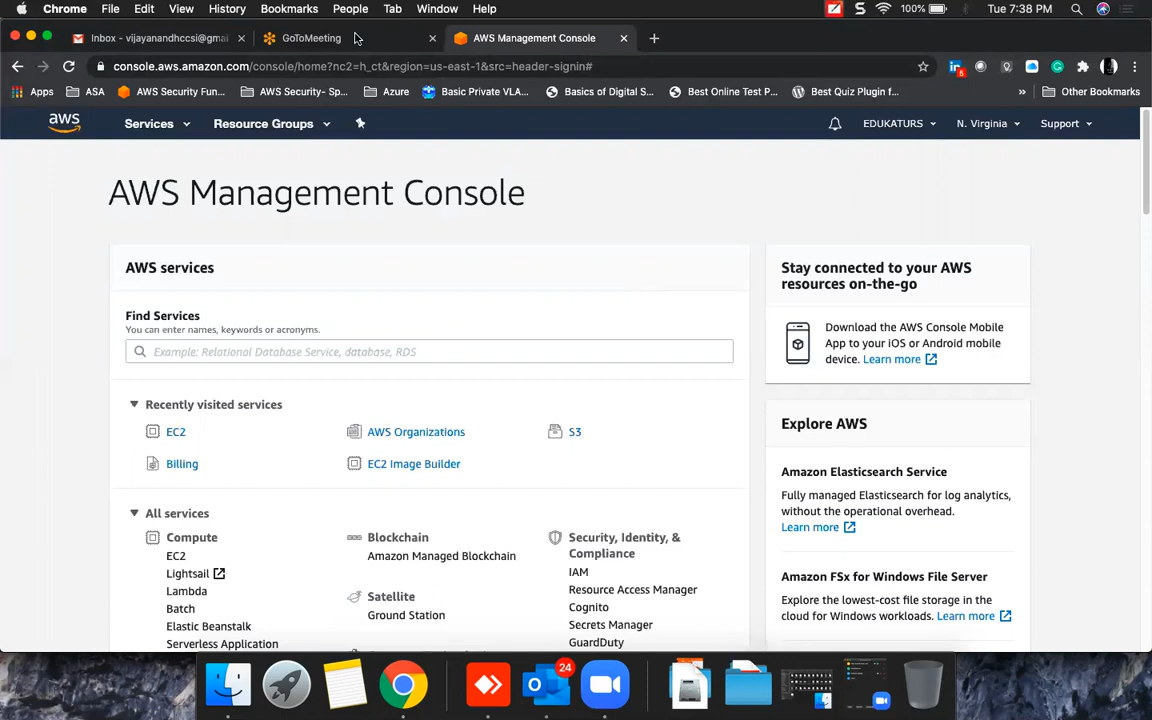 Chrome File Edit View History Bookmarks People Tab Window Help 100% Tue 7:38 PM
Inbox - vijayanandhccsi@gmai GoToMeeting AWS Management Console
console.aws.amazon.com/console/home?nc2=h_ct&region=us-east-1&src=header-signin#
Apps ASA AWS Security Fun... AWS Security- Sp... Azure Basic Private VLA... Basics of Digital S... Best Online Test P... Best Quiz Plugin f... » Other Bookmarks
aws Services Resource Groups EDUKATURS N. Virginia Support
AWS Management Console
AWS services
Find Services
You can enter names, keywords or acronyms.
Example: Relational Database Service, database, RDS
Recently visited services
EC2 AWS Organizations S3
Billing EC2 Image Builder
All services
Compute
EC2
Lightsail
Lambda
Batch
Elastic Beanstalk
Serverless Application
Blockchain
Amazon Managed Blockchain
Satellite
Ground Station
Security, Identity, &
Compliance
IAM
Resource Access Manager
Cognito
Secrets Manager
GuardDuty
Stay connected to your AWS
resources on-the-go
Download the AWS Console Mobile
App to your iOS or Android mobile
device. Learn more
Explore AWS
Amazon Elasticsearch Service
Fully managed Elasticsearch for log analytics,
without the operational overhead.
Learn more
Amazon FSx for Windows File Server
Explore the lowest-cost file storage in the
cloud for Windows workloads. Learn more
24